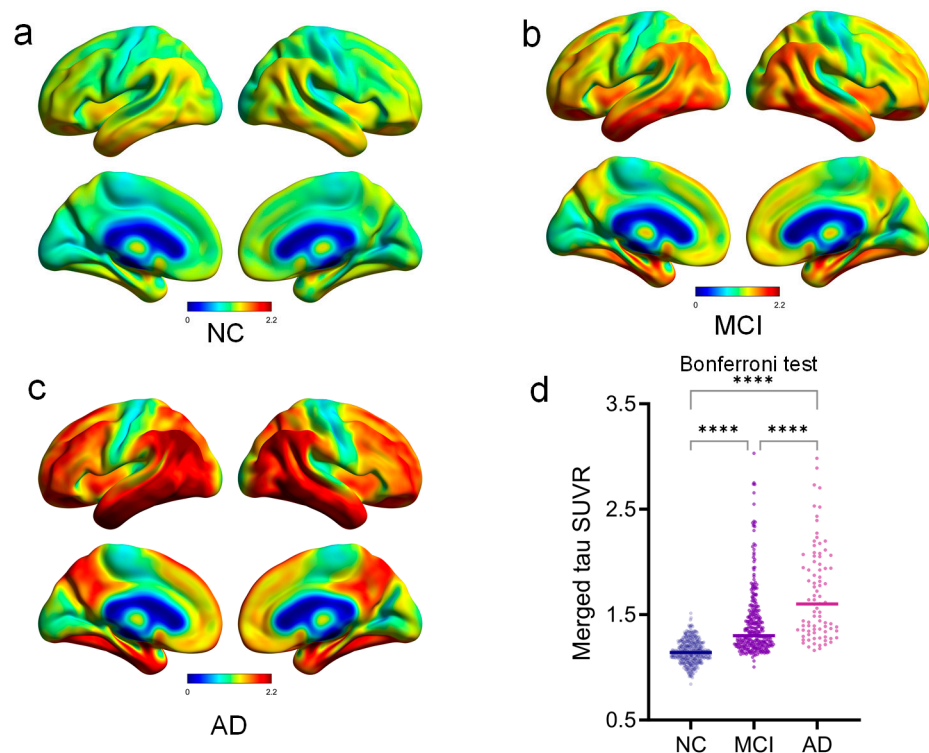 a
b
0
2.2
NC
0
2.2
MCI
c
0
2.2
AD
d
Bonferroni test
****
****
****
3.5
2.5
1.5
0.5
Merged tau SUVR
NC
MCI
AD